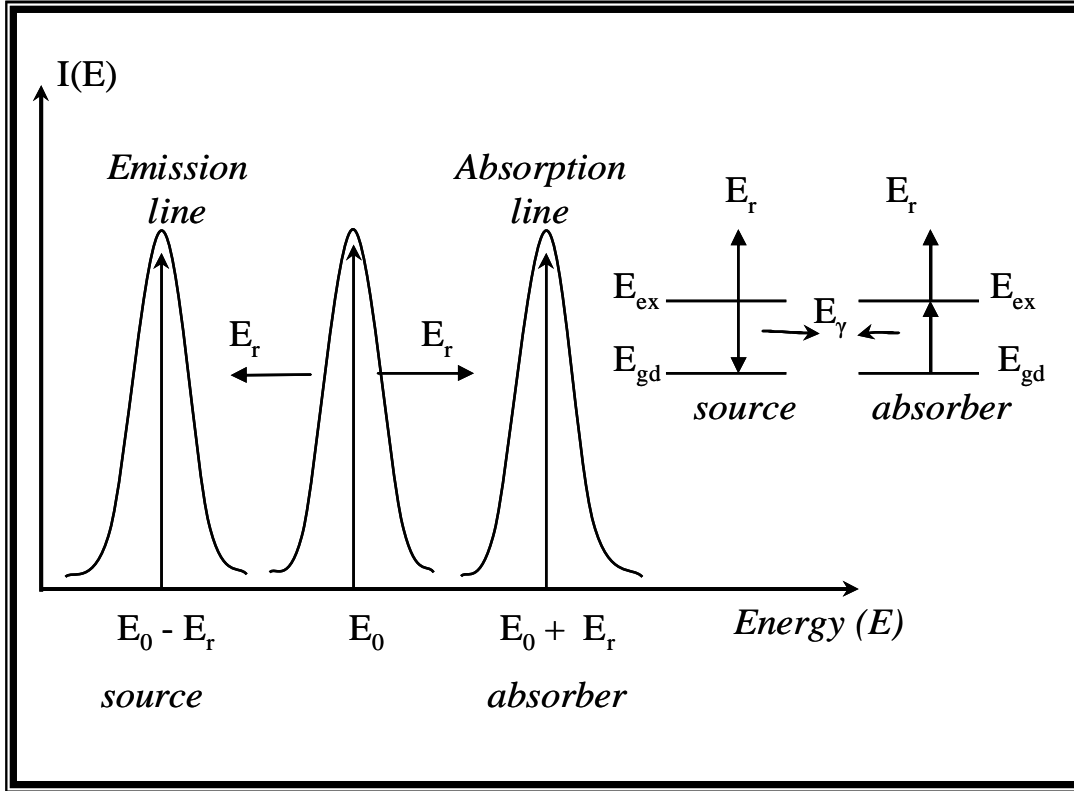 I(E)
Emission
line
Absorption
line
E_r
E_r
E_r
E_r
E_ex
E_γ
E_ex
E_gd
E_gd
source
absorber
E_0 - E_r
E_0
E_0 + E_r
Energy (E)
source
absorber